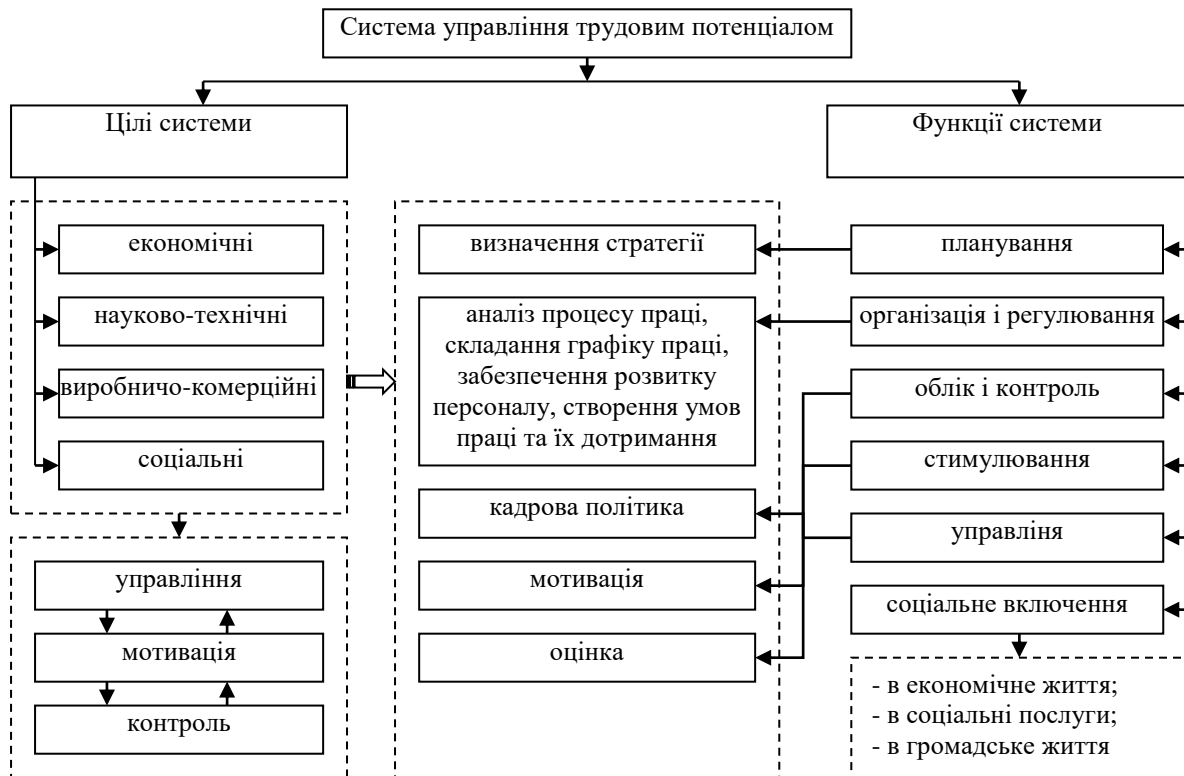 Система управління трудовим потенціалом
Цілі системи
Функції системи
економічні
науково-технічні
виробничо-комерційні
соціальні
управління
мотивація
контроль
визначення стратегії
аналіз процесу праці,
складання графіку праці,
забезпечення розвитку
персоналу, створення умов
праці та їх дотримання
кадрова політика
мотивація
оцінка
планування
організація і регулювання
облік і контроль
стимулювання
управліня
соціальне включення
- в економічне життя;
- в соціальні послуги;
- в громадське життя